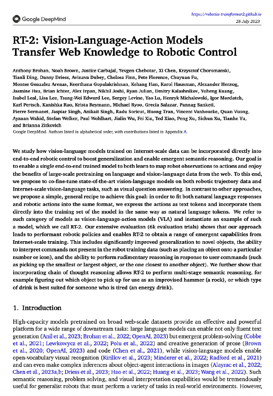 Google DeepMind
https://robotics-transformer2.github.io
28 July 2023
RT-2: Vision-Language-Action Models
Transfer Web Knowledge to Robotic Control
Anthony Brohan, Noah Brown, Justice Carbajal, Yevgen Chebotar, Xi Chen, Krzysztof Choromanski,
Tianli Ding, Danny Driess, Avinava Dubey, Chelsea Finn, Pete Florence, Chuyuan Fu,
Montse Gonzalez Arenas, Keerthana Gopalakrishnan, Kehang Han, Karol Hausman, Alexander Herzog,
Jasmine Hsu, Brian Ichter, Alex Irpan, Nikhil Joshi, Ryan Julian, Dmitry Kalashnikov, Yuheng Kuang,
Isabel Leal, Lisa Lee, Tsang-Wei Edward Lee, Sergey Levine, Yao Lu, Henryk Michalewski, Igor Mordatch,
Karl Pertsch, Kanishka Rao, Krista Reymann, Michael Ryoo, Grecia Salazar, Pannag Sanketi,
Pierre Sermanet, Jaspiar Singh, Anikait Singh, Radu Soricut, Huong Tran, Vincent Vanhoucke, Quan Vuong,
Ayzaan Wahid, Stefan Welker, Paul Wohlhart, Jialin Wu, Fei Xia, Ted Xiao, Peng Xu, Sichun Xu, Tianhe Yu,
and Brianna Zitkovich
Google DeepMind. Authors listed in alphabetical order, with contributions listed in Appendix A.
We study how vision-language models trained on Internet-scale data can be incorporated directly into
end-to-end robotic control to boost generalization and enable emergent semantic reasoning. Our goal is
to enable a single end-to-end trained model to both learn to map robot observations to actions and enjoy
the benefits of large-scale pretraining on language and vision-language data from the web. To this end,
we propose to co-fine-tune state-of-the-art vision-language models on both robotic trajectory data and
Internet-scale vision-language tasks, such as visual question answering. In contrast to other approaches,
we propose a simple, general recipe to achieve this goal: in order to fit both natural language responses
and robotic actions into the same format, we express the actions as text tokens and incorporate them
directly into the training set of the model in the same way as natural language tokens. We refer to
such category of models as vision-language-action models (VLA) and instantiate an example of such
a model, which we call RT-2. Our extensive evaluation (6k evaluation trials) shows that our approach
leads to performant robotic policies and enables RT-2 to obtain a range of emergent capabilities from
Internet-scale training. This includes significantly improved generalization to novel objects, the ability
to interpret commands not present in the robot training data (such as placing an object onto a particular
number or icon), and the ability to perform rudimentary reasoning in response to user commands (such
as picking up the smallest or largest object, or the one closest to another object). We further show that
incorporating chain of thought reasoning allows RT-2 to perform multi-stage semantic reasoning, for
example figuring out which object to pick up for use as an improvised hammer (a rock), or which type
of drink is best suited for someone who is tired (an energy drink).
1. Introduction
High-capacity models pretrained on broad web-scale datasets provide an effective and powerful
platform for a wide range of downstream tasks: large language models can enable not only fluent text
generation (Anil et al., 2023; Brohan et al., 2022; OpenAI, 2023) but emergent problem-solving (Cobbe
et al., 2021; Lewkowycz et al., 2022; Polu et al., 2022) and creative generation of prose (Brown
et al., 2020; OpenAI, 2023) and code (Chen et al., 2021), while vision-language models enable
open-vocabulary visual recognition (Kirillov et al., 2023; Minderer et al., 2022; Radford et al., 2021)
and can even make complex inferences about object-agent interactions in images (Alayrac et al., 2022;
Chen et al., 2023a,b; Driess et al., 2023; Hao et al., 2022; Huang et al., 2023; Wang et al., 2022). Such
semantic reasoning, problem solving, and visual interpretation capabilities would be tremendously
useful for generalist robots that must perform a variety of tasks in real-world environments. However,